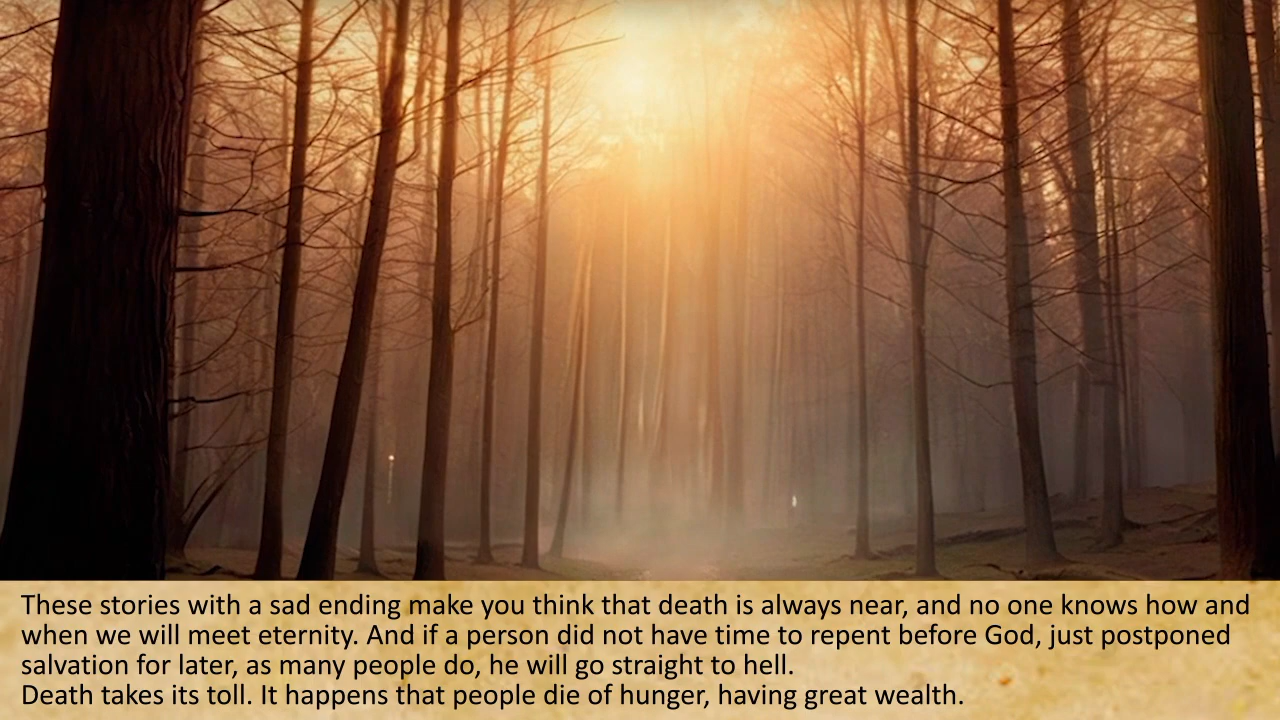 These stories with a sad ending make you think that death is always near, and no one knows how and
when we will meet eternity. And if a person did not have time to repent before God, just postponed
salvation for later, as many people do, he will go straight to hell.
Death takes its toll. It happens that people die of hunger, having great wealth.